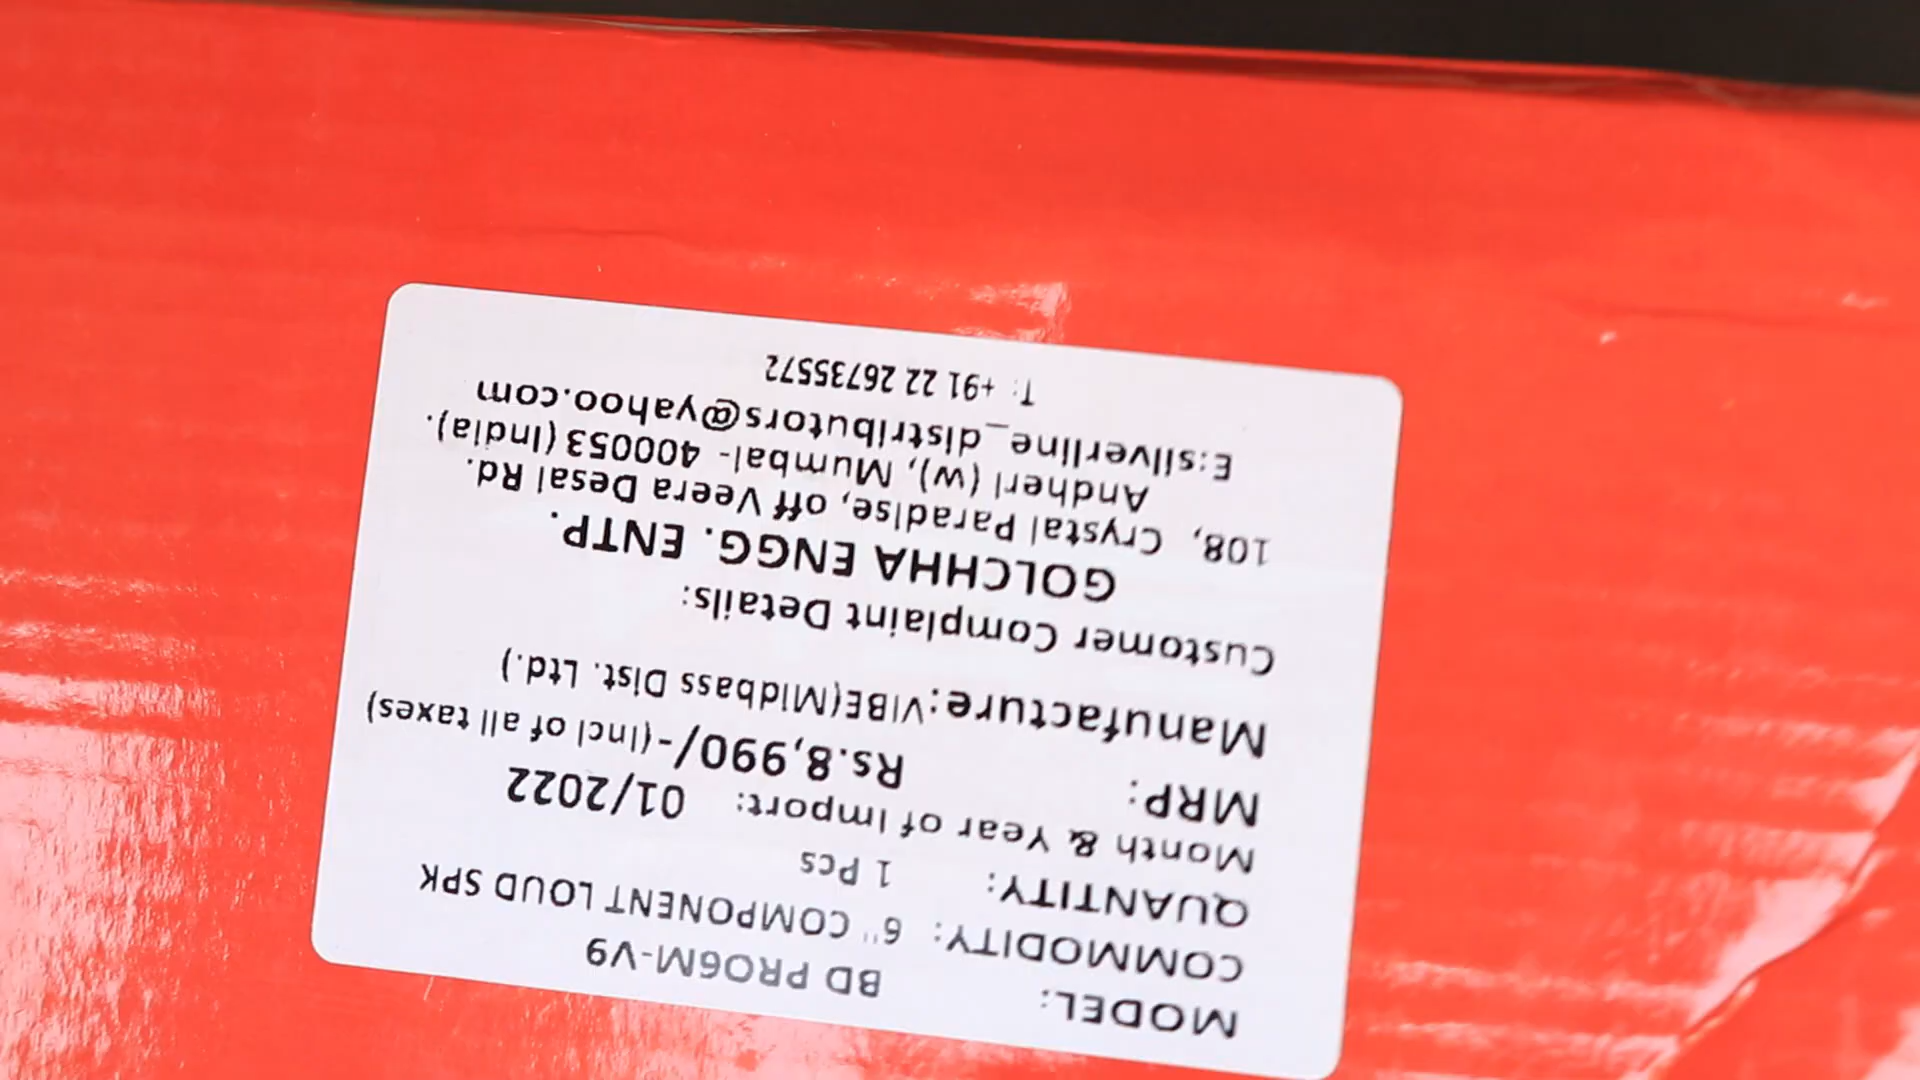 MODEL: BD PRO6M-V9
COMMODITY: 6'' COMPONENT LOUD SPK
QUANTITY: 1 Pcs
Month & Year of Import: 01/2022
MRP: Rs.8,990/-(Incl of all taxes)
Manufacture:VIBE(Midbass Dist. Ltd.)
Customer Complaint Details:
GOLCHHA ENGG. ENTP.
108, Crystal Paradise, off Veera Desai Rd.
Andheri (w), Mumbai- 400053 (India).
E:silverline_distributors@yahoo.com
T: +91 22 26735572